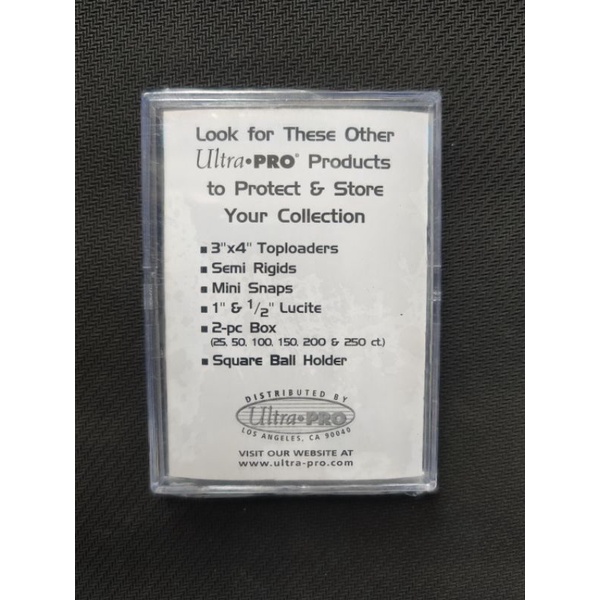 Look for These Other
Ultra•PRO® Products
to Protect & Store
Your Collection
▪ 3"x4" Toploaders
▪ Semi Rigids
▪ Mini Snaps
▪ 1" & 1/2" Lucite
▪ 2-pc Box
(25, 50, 100, 150, 200 & 250 ct.)
▪ Square Ball Holder
DISTRIBUTED BY
Ultra•PRO
LOS ANGELES, CA 90040
VISIT OUR WEBSITE AT
www.ultra-pro.com